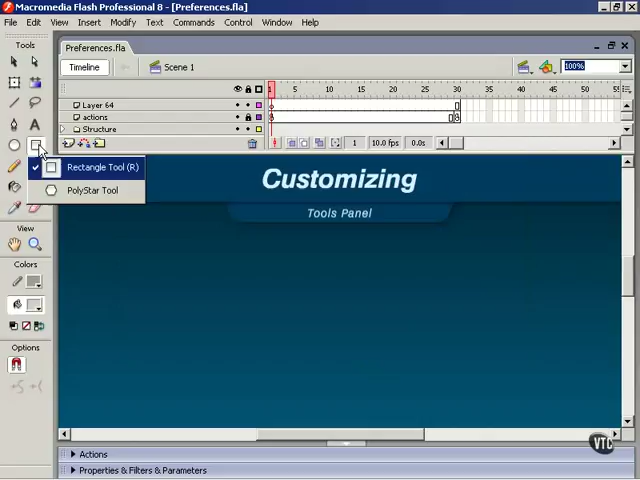 Macromedia Flash Professional 8 - [Preferences.fla]
File Edit View Insert Modify Text Commands Control Window Help
Tools
Preferences.fla
Timeline
Scene 1
100%
1 5 10 15 20 25 30 35 40 45 50 55
Layer 64
actions
Structure
1 10.0 fps 0.0s
A
Rectangle Tool (R)
PolyStar Tool
Customizing
Tools Panel
View
Colors
Options
VTC
Actions
Properties & Filters & Parameters